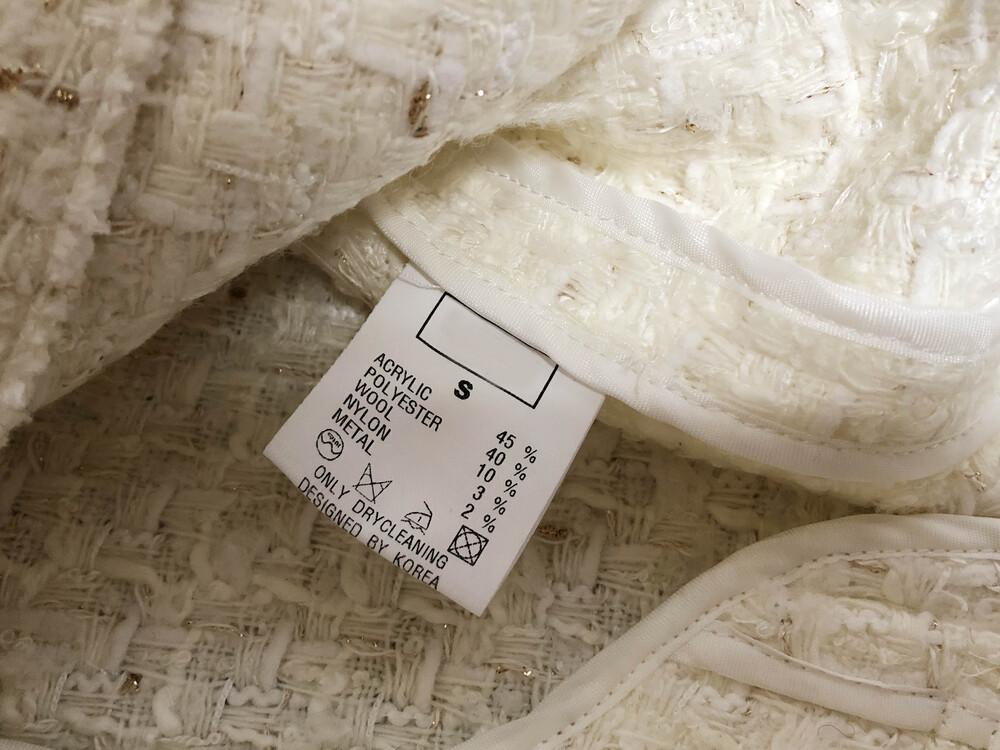 S
ACRYLIC 45 %
POLYESTER 40 %
WOOL 10 %
NYLON 3 %
METAL 2 %
ONLY DRYCLEANING
DESIGNED BY KOREA